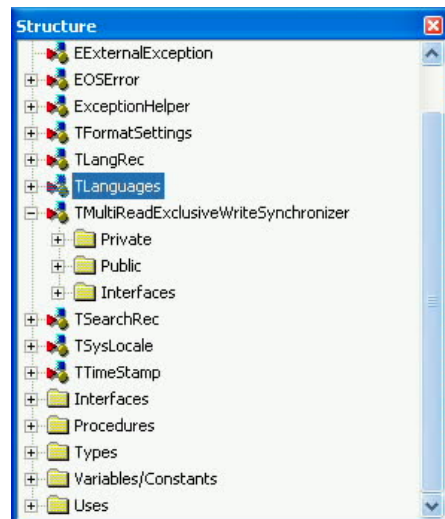 Structure
EExternalException
EOSError
ExceptionHelper
TFormatSettings
TLangRec
TLanguages
TMultiReadExclusiveWriteSynchronizer
Private
Public
Interfaces
TSearchRec
TSysLocale
TTimeStamp
Interfaces
Procedures
Types
Variables/Constants
Uses